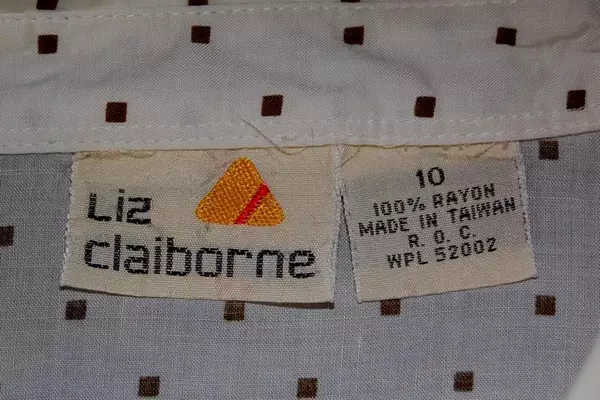 Liz
claiborne
10
100% RAYON
MADE IN TAIWAN
R. O. C.
WPL 52002